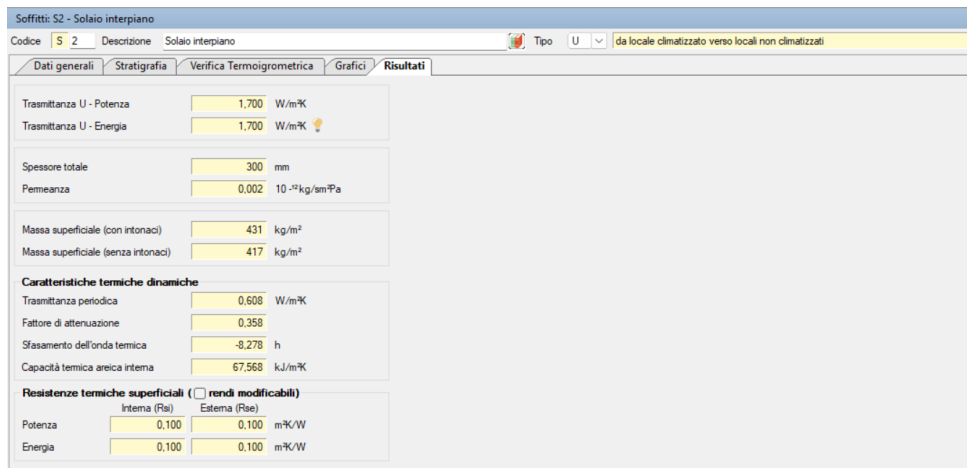 Soffitti: S2 - Solaio interpiano
Codice S 2 Descrizione Solaio interpiano Tipo U da locale climatizzato verso locali non climatizzati
Dati generali Stratigrafia Verifica Termoigrometrica Grafici Risultati
Trasmittanza U - Potenza 1,700 W/m²K
Trasmittanza U - Energia 1,700 W/m²K
Spessore totale 300 mm
Permeanza 0,002 10 -¹²kg/sm²Pa
Massa superficiale (con intonaci) 431 kg/m²
Massa superficiale (senza intonaci) 417 kg/m²
Caratteristiche termiche dinamiche
Trasmittanza periodica 0,608 W/m²K
Fattore di attenuazione 0,358
Sfasamento dell'onda termica -8,278 h
Capacità termica areica interna 67,568 kJ/m²K
Resistenze termiche superficiali ( rendi modificabili)
Interna (Rsi) Esterna (Rse)
Potenza 0,100 0,100 m²K/W
Energia 0,100 0,100 m²K/W